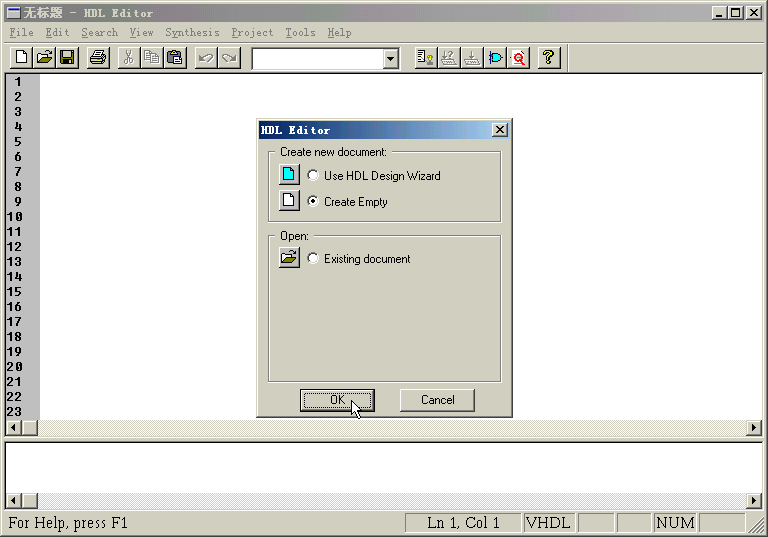 无标题 - HDL Editor
File Edit Search View Synthesis Project Tools Help
1
2
3
4
5
6
7
8
9
10
11
12
13
14
15
16
17
18
19
20
21
22
23
HDL Editor
Create new document:
Use HDL Design Wizard
Create Empty
Open:
Existing document
OK Cancel
For Help, press F1 Ln 1, Col 1 VHDL NUM